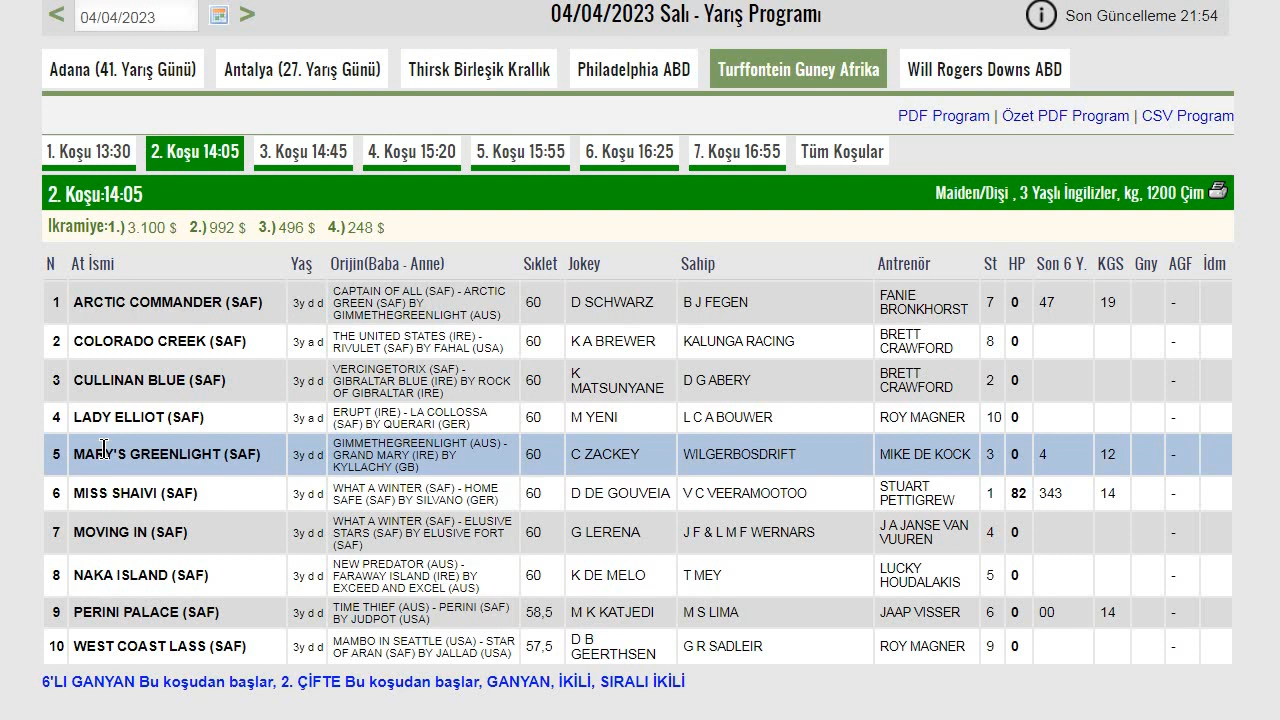 < 04/04/2023 >
04/04/2023 Salı - Yarış Programı
Son Güncelleme 21:54
Adana (41. Yarış Günü) Antalya (27. Yarış Günü) Thirsk Birleşik Krallık Philadelphia ABD Turffontein Guney Afrika Will Rogers Downs ABD
PDF Program | Özet PDF Program | CSV Program
1. Koşu 13:30 2. Koşu 14:05 3. Koşu 14:45 4. Koşu 15:20 5. Koşu 15:55 6. Koşu 16:25 7. Koşu 16:55 Tüm Koşular
2. Koşu:14:05 Maiden/Dişi , 3 Yaşlı İngilizler, kg, 1200 Çim
Ikramiye:1.) 3.100 $ 2.) 992 $ 3.) 496 $ 4.) 248 $
N At İsmi Yaş Orijin(Baba - Anne) Sıklet Jokey Sahip Antrenör St HP Son 6 Y. KGS Gny AGF İdm
1 ARCTIC COMMANDER (SAF) 3y d d CAPTAIN OF ALL (SAF) - ARCTIC GREEN (SAF) BY GIMMETHEGREENLIGHT (AUS) 60 D SCHWARZ B J FEGEN FANIE BRONKHORST 7 0 47 19 -
2 COLORADO CREEK (SAF) 3y a d THE UNITED STATES (IRE) - RIVULET (SAF) BY FAHAL (USA) 60 K A BREWER KALUNGA RACING BRETT CRAWFORD 8 0 -
3 CULLINAN BLUE (SAF) 3y d d VERCINGETORIX (SAF) - GIBRALTAR BLUE (IRE) BY ROCK OF GIBRALTAR (IRE) 60 K MATSUNYANE D G ABERY BRETT CRAWFORD 2 0 -
4 LADY ELLIOT (SAF) 3y a d ERUPT (IRE) - LA COLLOSSA (SAF) BY QUERARI (GER) 60 M YENI L C A BOUWER ROY MAGNER 10 0 -
5 MARY'S GREENLIGHT (SAF) 3y d d GIMMETHEGREENLIGHT (AUS) - GRAND MARY (IRE) BY KYLLACHY (GB) 60 C ZACKEY WILGERBOSDRIFT MIKE DE KOCK 3 0 4 12 -
6 MISS SHAIVI (SAF) 3y d d WHAT A WINTER (SAF) - HOME SAFE (SAF) BY SILVANO (GER) 60 D DE GOUVEIA V C VEERAMOOTOO STUART PETTIGREW 1 82 343 14 -
7 MOVING IN (SAF) 3y d d WHAT A WINTER (SAF) - ELUSIVE STARS (SAF) BY ELUSIVE FORT (SAF) 60 G LERENA J F & L M F WERNARS J A JANSE VAN VUUREN 4 0 -
8 NAKA ISLAND (SAF) 3y d d NEW PREDATOR (AUS) - FARAWAY ISLAND (IRE) BY EXCEED AND EXCEL (AUS) 60 K DE MELO T MEY LUCKY HOUDALAKIS 5 0 -
9 PERINI PALACE (SAF) 3y d d TIME THIEF (AUS) - PERINI (SAF) BY JUDPOT (USA) 58,5 M K KATJEDI M S LIMA JAAP VISSER 6 0 00 14 -
10 WEST COAST LASS (SAF) 3y d d MAMBO IN SEATTLE (USA) - STAR OF ARAN (SAF) BY JALLAD (USA) 57,5 D B GEERTHSEN G R SADLEIR ROY MAGNER 9 0 -
6'LI GANYAN Bu koşudan başlar, 2. ÇİFTE Bu koşudan başlar, GANYAN, İKİLİ, SIRALI İKİLİ